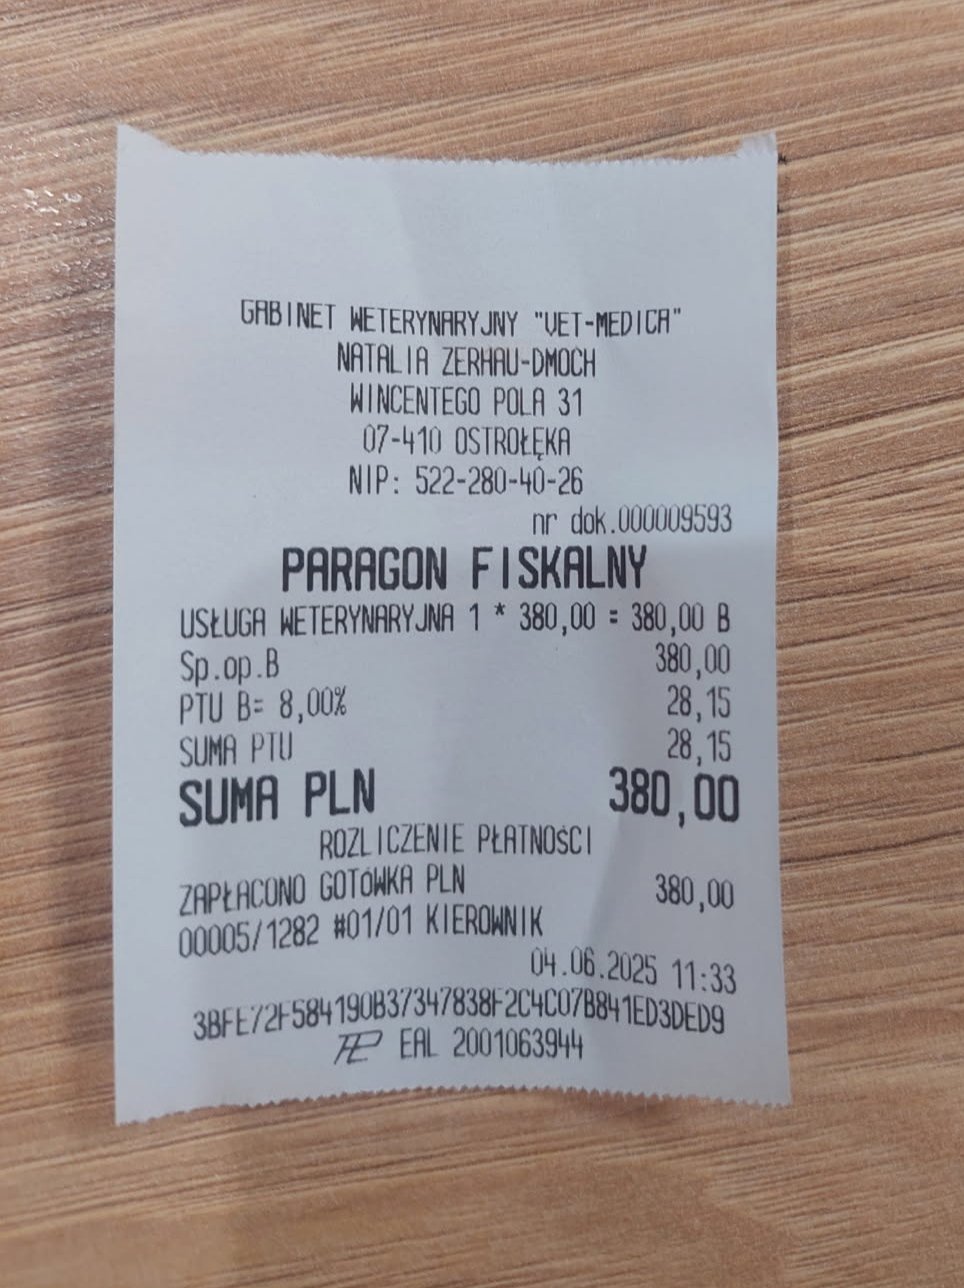 GABINET WETERYNARYJNY "VET-MEDICA"
NATALIA ZERHAU-DMOCH
WINCENTEGO POLA 31
07-410 OSTROŁĘKA
NIP: 522-280-40-26
nr dok.000009593
PARAGON FISKALNY
USŁUGA WETERYNARYJNA 1 * 380,00 = 380,00 B
Sp.op.B 380,00
PTU B= 8,00% 28,15
SUMA PTU 28,15
SUMA PLN 380,00
ROZLICZENIE PŁATNOŚCI
ZAPŁACONO GOTÓWKA PLN 380,00
00005/1282 #01/01 KIEROWNIK
04.06.2025 11:33
3BFE72F584190B37347838F2C4C07B841ED3DED9
EAL 2001063944